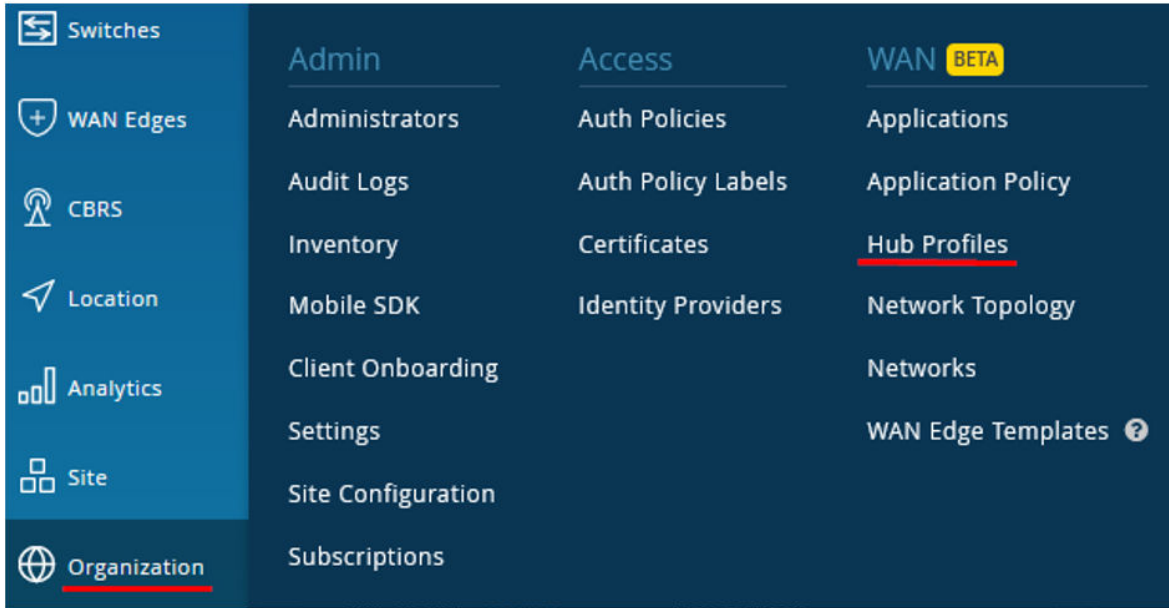 Switches
WAN Edges
CBRS
Location
Analytics
Site
Organization
Admin
Administrators
Audit Logs
Inventory
Mobile SDK
Client Onboarding
Settings
Site Configuration
Subscriptions
Access
Auth Policies
Auth Policy Labels
Certificates
Identity Providers
WAN BETA
Applications
Application Policy
Hub Profiles
Network Topology
Networks
WAN Edge Templates ?